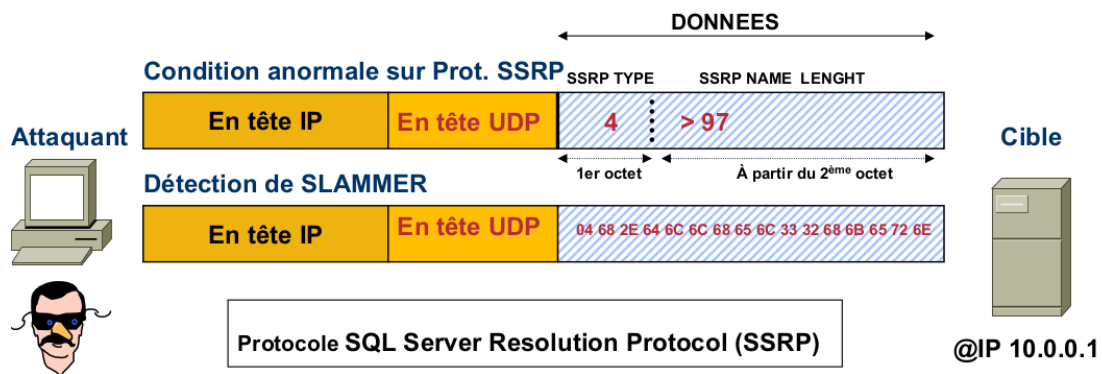 DONNEES
Condition anormale sur Prot. SSRP
SSRP TYPE
SSRP NAME LENGHT
En tête IP
En tête UDP
4
> 97
Attaquant
Cible
1er octet
À partir du 2ème octet
Détection de SLAMMER
En tête IP
En tête UDP
04 68 2E 64 6C 6C 68 65 6C 33 32 68 6B 65 72 6E
Protocole SQL Server Resolution Protocol (SSRP)
@IP 10.0.0.1